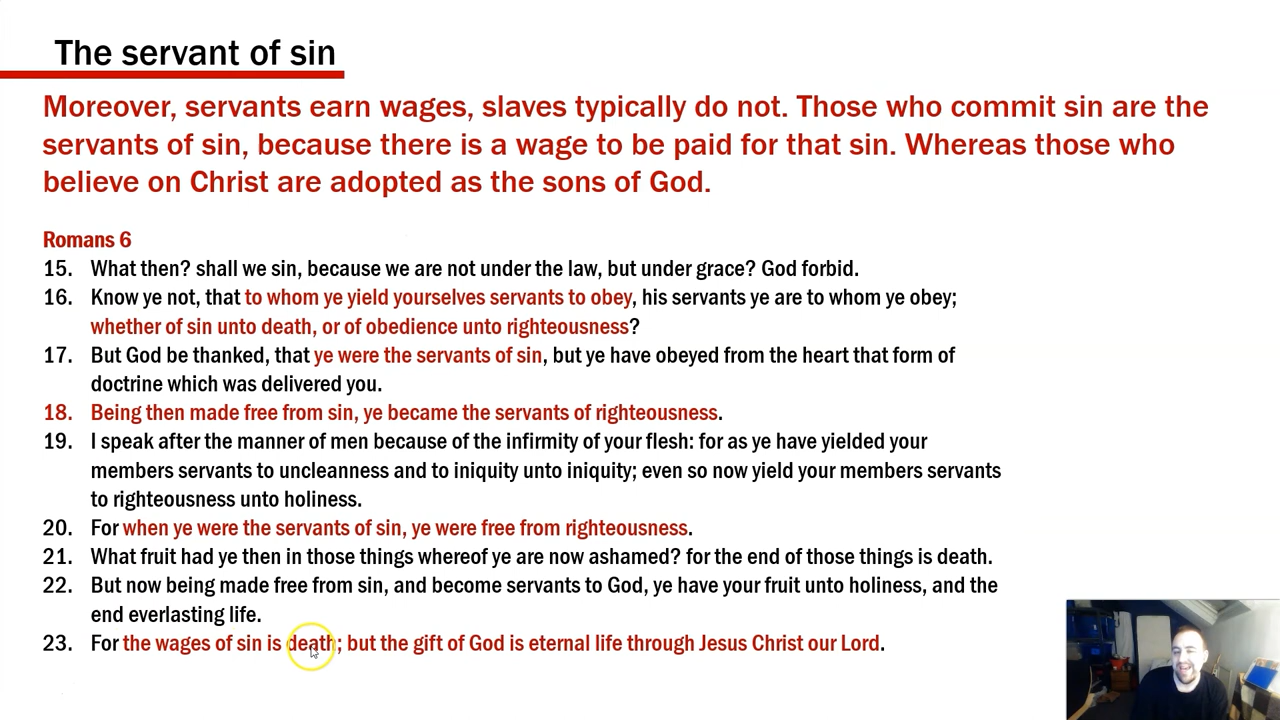 The servant of sin
Moreover, servants earn wages, slaves typically do not. Those who commit sin are the
servants of sin, because there is a wage to be paid for that sin. Whereas those who
believe on Christ are adopted as the sons of God.
Romans 6
15. What then? shall we sin, because we are not under the law, but under grace? God forbid.
16. Know ye not, that to whom ye yield yourselves servants to obey, his servants ye are to whom ye obey;
whether of sin unto death, or of obedience unto righteousness?
17. But God be thanked, that ye were the servants of sin, but ye have obeyed from the heart that form of
doctrine which was delivered you.
18. Being then made free from sin, ye became the servants of righteousness.
19. I speak after the manner of men because of the infirmity of your flesh: for as ye have yielded your
members servants to uncleanness and to iniquity unto iniquity; even so now yield your members servants
to righteousness unto holiness.
20. For when ye were the servants of sin, ye were free from righteousness.
21. What fruit had ye then in those things whereof ye are now ashamed? for the end of those things is death.
22. But now being made free from sin, and become servants to God, ye have your fruit unto holiness, and the
end everlasting life.
23. For the wages of sin is death; but the gift of God is eternal life through Jesus Christ our Lord.